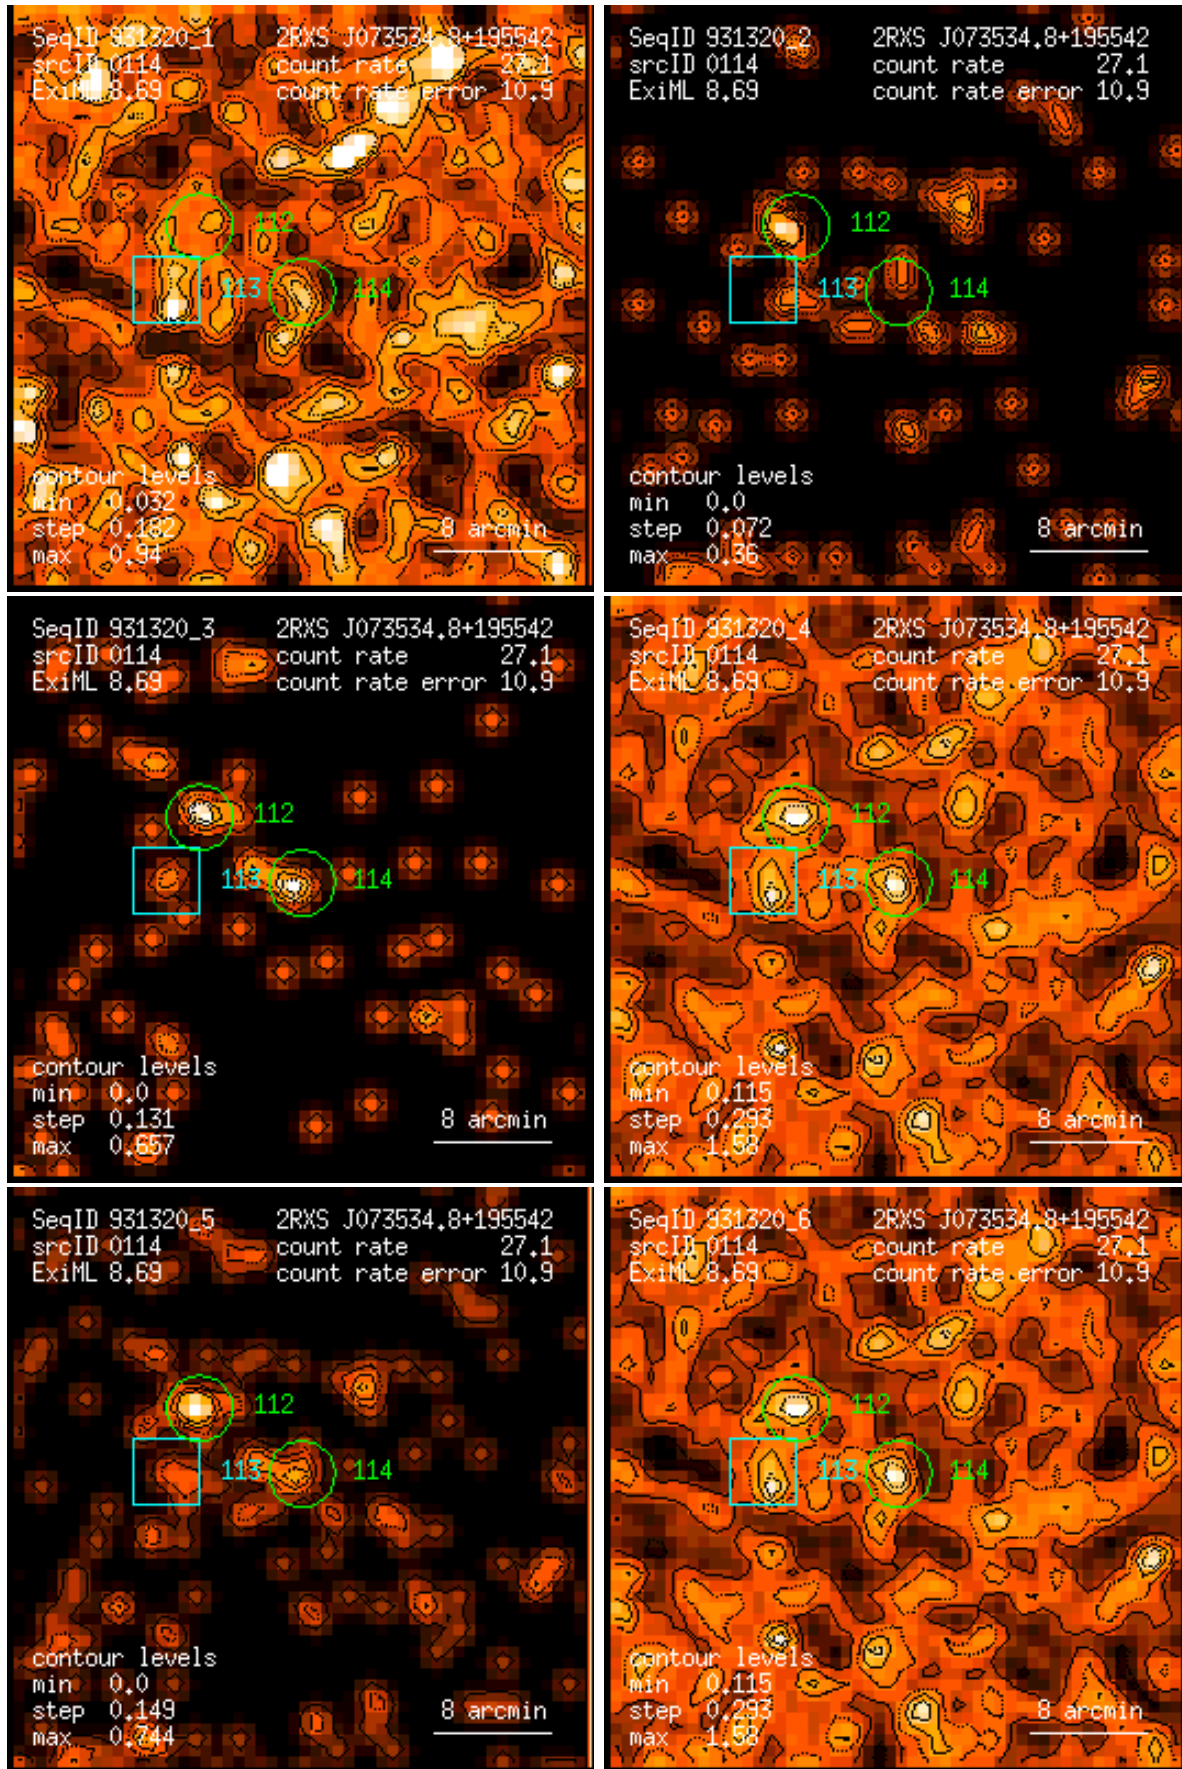 SeqID 931320_1 2RXS J073534.8+195542
srcID 0114 count rate 27.1
ExiML 8.69 count rate error 10.9
112
113 114
contour levels
min 0.032
step 0.182
max 0.94
8 arcmin
SeqID 931320_2 2RXS J073534.8+195542
srcID 0114 count rate 27.1
ExiML 8.69 count rate error 10.9
112
113 114
contour levels
min 0.0
step 0.072
max 0.36
8 arcmin
SeqID 931320_3 2RXS J073534.8+195542
srcID 0114 count rate 27.1
ExiML 8.69 count rate error 10.9
112
113 114
contour levels
min 0.0
step 0.131
max 0.657
8 arcmin
SeqID 931320_4 2RXS J073534.8+195542
srcID 0114 count rate 27.1
ExiML 8.69 count rate error 10.9
112
113 114
contour levels
min 0.115
step 0.293
max 1.58
8 arcmin
SeqID 931320_5 2RXS J073534.8+195542
srcID 0114 count rate 27.1
ExiML 8.69 count rate error 10.9
112
113 114
contour levels
min 0.0
step 0.149
max 0.744
8 arcmin
SeqID 931320_6 2RXS J073534.8+195542
srcID 0114 count rate 27.1
ExiML 8.69 count rate error 10.9
112
113 114
contour levels
min 0.115
step 0.293
max 1.58
8 arcmin